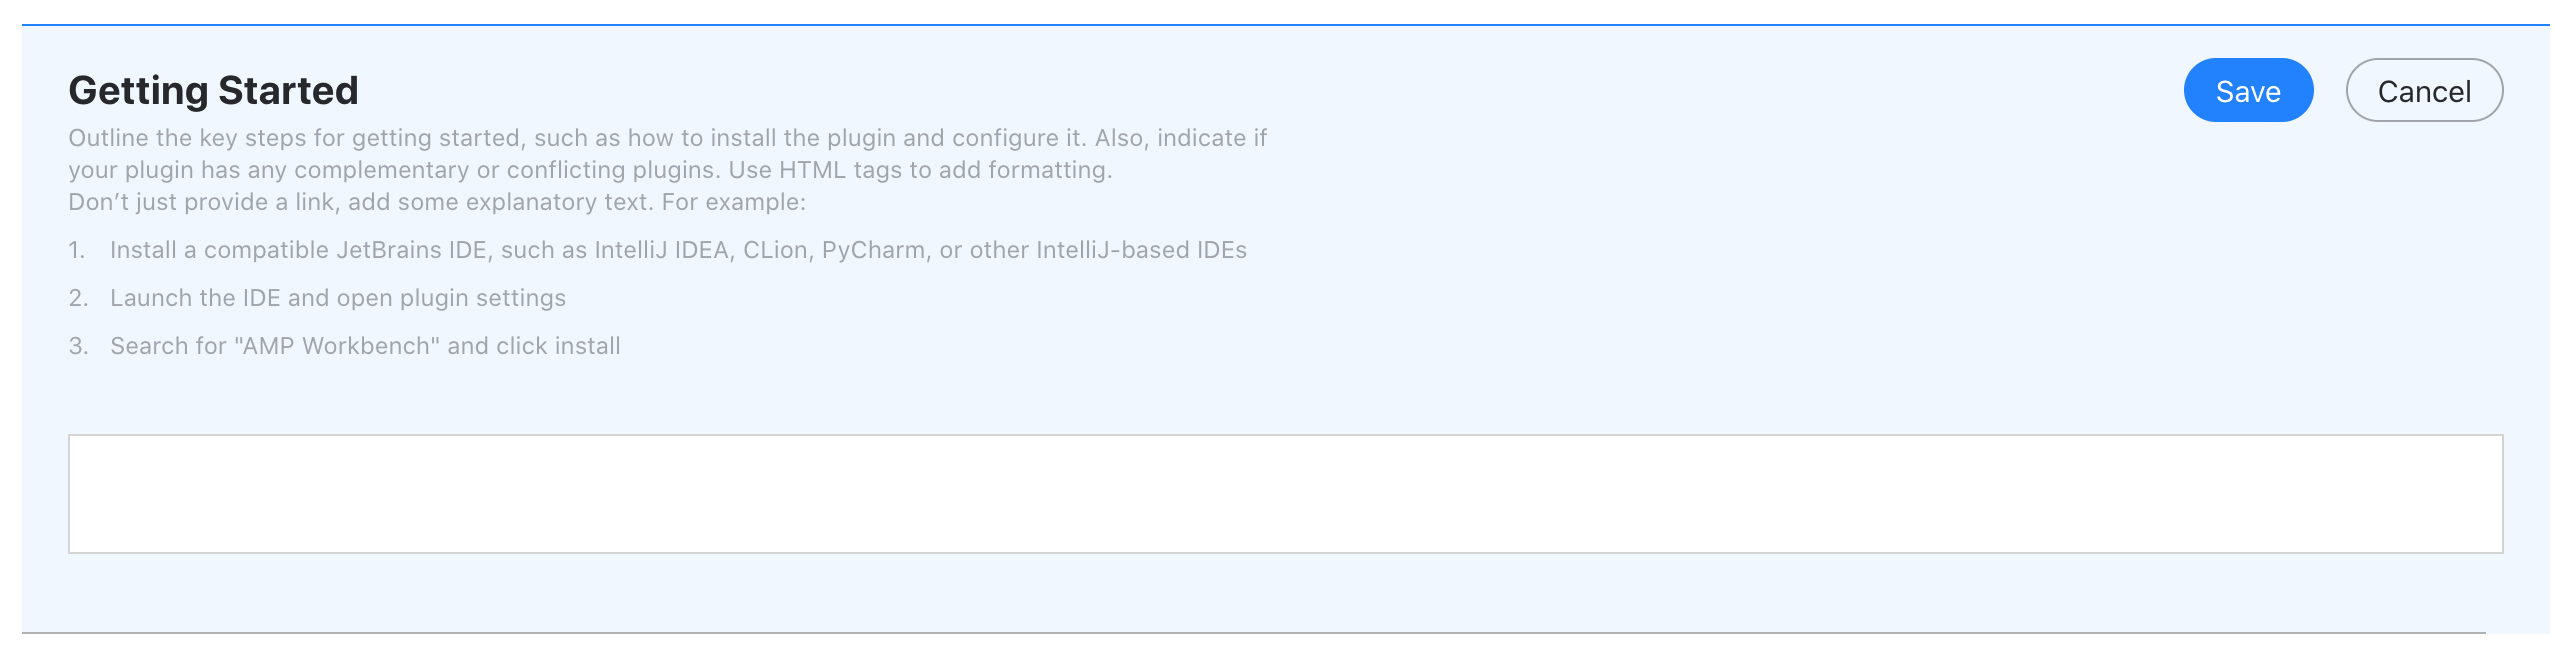 Getting Started
Save
Cancel
Outline the key steps for getting started, such as how to install the plugin and configure it. Also, indicate if
your plugin has any complementary or conflicting plugins. Use HTML tags to add formatting.
Don’t just provide a link, add some explanatory text. For example:
1. Install a compatible JetBrains IDE, such as IntelliJ IDEA, CLion, PyCharm, or other IntelliJ-based IDEs
2. Launch the IDE and open plugin settings
3. Search for "AMP Workbench" and click install